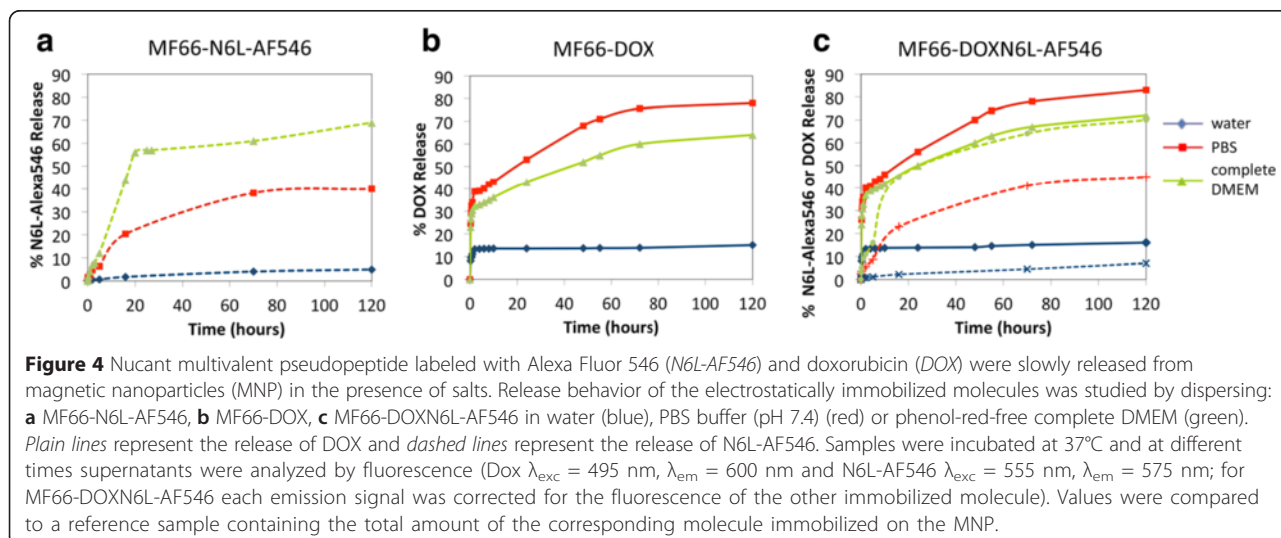 a
MF66-N6L-AF546
b
MF66-DOX
c
MF66-DOXN6L-AF546
% N6L-Alexa546 Release
90
80
70
60
50
40
30
20
10
0
0
20
40
60
80
100
120
Time (hours)
% DOX Release
90
80
70
60
50
40
30
20
10
0
0
20
40
60
80
100
120
Time (hours)
% N6L-Alexa546 or DOX Release
90
80
70
60
50
40
30
20
10
0
0
20
40
60
80
100
120
Time (hours)
water
PBS
complete
DMEM
Figure 4 Nucant multivalent pseudopeptide labeled with Alexa Fluor 546 (N6L-AF546) and doxorubicin (DOX) were slowly released from
magnetic nanoparticles (MNP) in the presence of salts. Release behavior of the electrostatically immobilized molecules was studied by dispersing:
a MF66-N6L-AF546, b MF66-DOX, c MF66-DOXN6L-AF546 in water (blue), PBS buffer (pH 7.4) (red) or phenol-red-free complete DMEM (green).
Plain lines represent the release of DOX and dashed lines represent the release of N6L-AF546. Samples were incubated at 37°C and at different
times supernatants were analyzed by fluorescence (Dox λexc = 495 nm, λem = 600 nm and N6L-AF546 λexc = 555 nm, λem = 575 nm; for
MF66-DOXN6L-AF546 each emission signal was corrected for the fluorescence of the other immobilized molecule). Values were compared
to a reference sample containing the total amount of the corresponding molecule immobilized on the MNP.